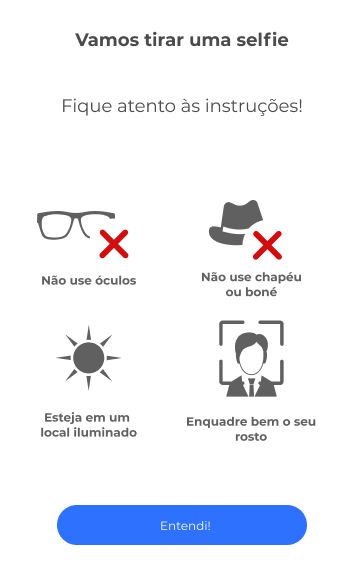 Vamos tirar uma selfie
Fique atento às instruções!
Não use óculos
Não use chapéu
ou boné
Esteja em um
local iluminado
Enquadre bem o seu
rosto
Entendi!